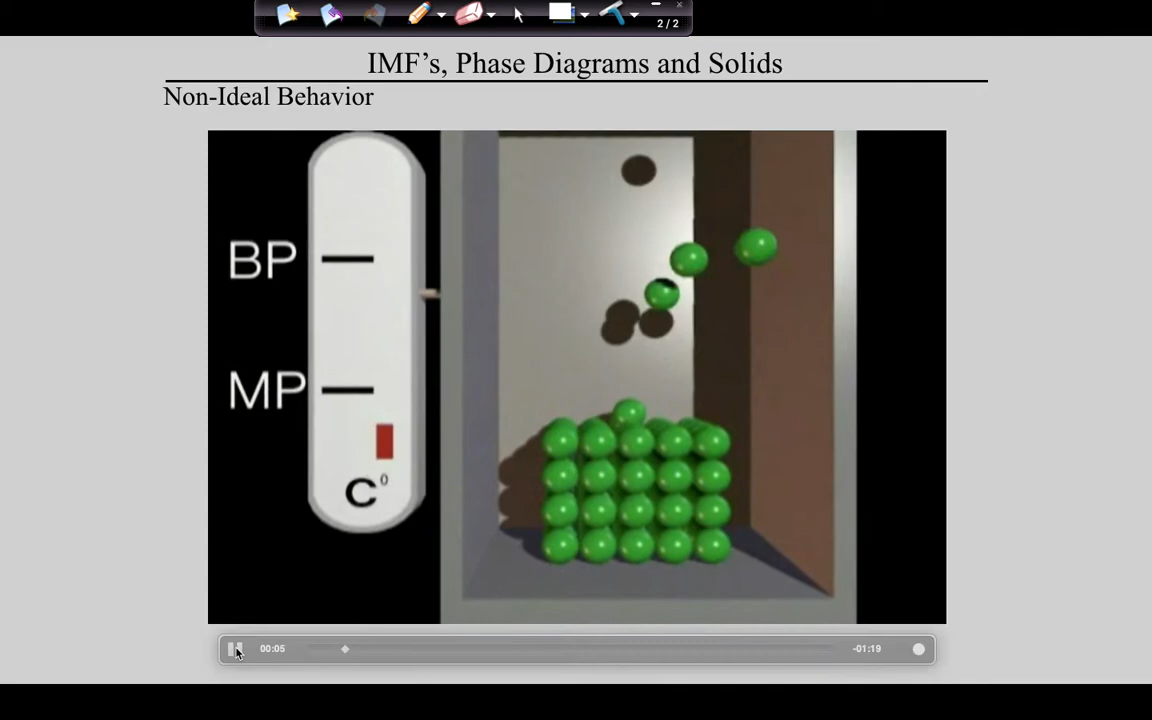 2 / 2
IMF's, Phase Diagrams and Solids
Non-Ideal Behavior
BP
MP
C⁰
00:05
-01:19